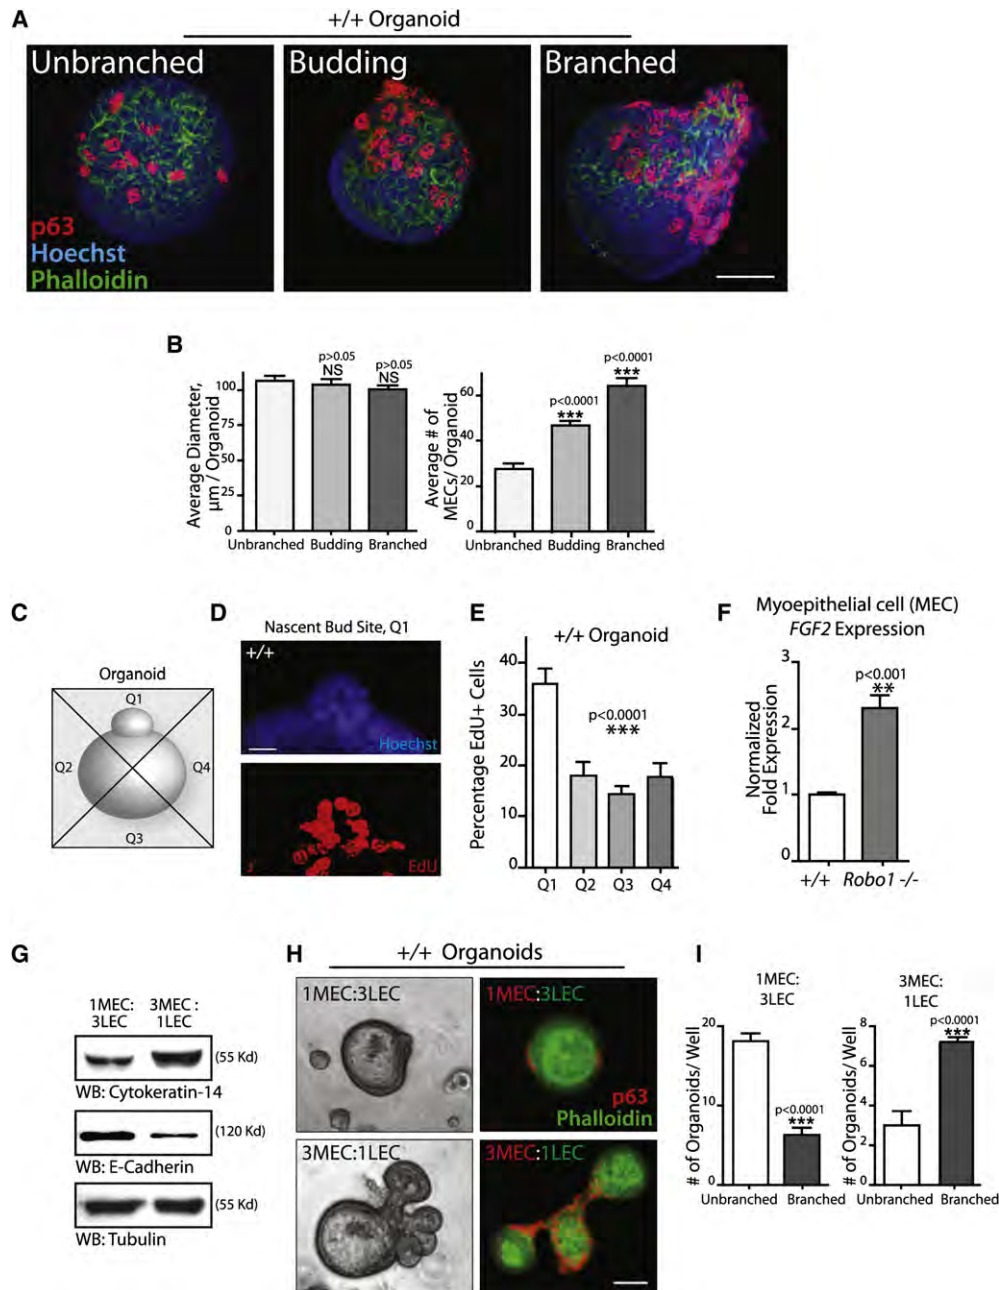 A
+/+ Organoid
Unbranched
Budding
Branched
p63
Hoechst
Phalloidin
B
Average Diameter,
µm / Organoid
100
75
50
25
0
p>0.05
NS
p>0.05
NS
Unbranched Budding Branched
Average # of
MECs/ Organoid
60
40
20
0
p<0.0001
***
p<0.0001
***
Unbranched Budding Branched
C
Organoid
Q1
Q2
Q4
Q3
D
Nascent Bud Site, Q1
+/+
Hoechst
EdU
E
+/+ Organoid
Percentage EdU+ Cells
40
30
20
10
0
p<0.0001
***
Q1 Q2 Q3 Q4
F
Myoepithelial cell (MEC)
FGF2 Expression
Normalized
Fold Expression
3
2
1
0
p<0.001
**
+/+ Robo1 -/-
G
1MEC: 3MEC :
3LEC 1LEC
(55 Kd)
WB: Cytokeratin-14
(120 Kd)
WB: E-Cadherin
(55 Kd)
WB: Tubulin
H
+/+ Organoids
1MEC:3LEC
1MEC:3LEC
p63
Phalloidin
3MEC:1LEC
3MEC:1LEC
I
1MEC:
3LEC
# of Organoids/ Well
20
10
0
p<0.0001
***
Unbranched Branched
3MEC:
1LEC
# of Organoids/ Well
8
6
4
2
0
p<0.0001
***
Unbranched Branched